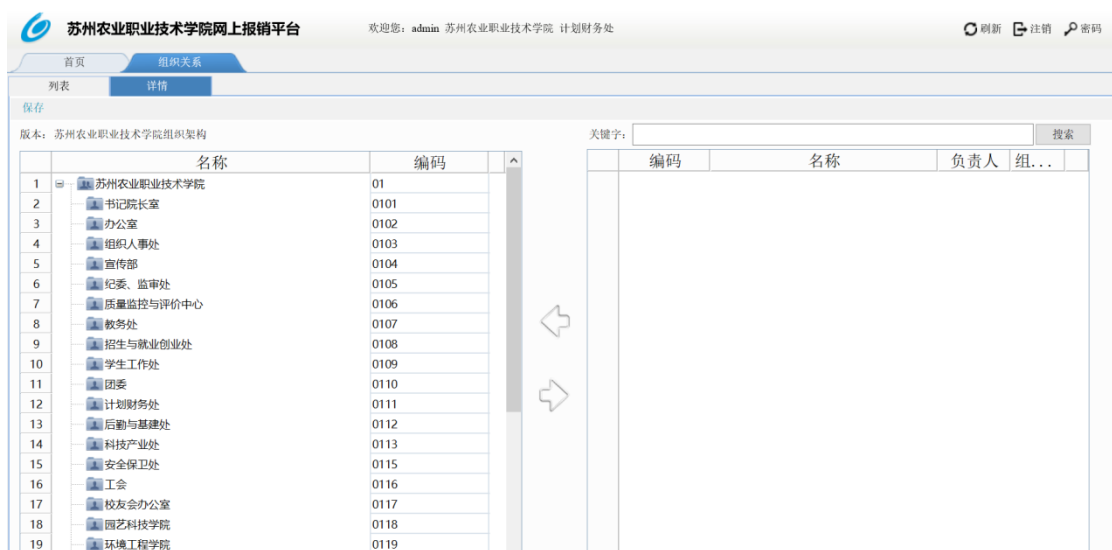 苏州农业职业技术学院网上报销平台 欢迎您: admin 苏州农业职业技术学院 计划财务处 刷新 注销 密码
首页 组织关系
列表 详情
保存
版本: 苏州农业职业技术学院组织架构 关键字: 搜索
名称 编码 编码 名称 负责人 组...
1 苏州农业职业技术学院 01
2 书记院长室 0101
3 办公室 0102
4 组织人事处 0103
5 宣传部 0104
6 纪委、监审处 0105
7 质量监控与评价中心 0106
8 教务处 0107
9 招生与就业创业处 0108
10 学生工作处 0109
11 团委 0110
12 计划财务处 0111
13 后勤与基建处 0112
14 科技产业处 0113
15 安全保卫处 0115
16 工会 0116
17 校友会办公室 0117
18 园艺科技学院 0118
19 环境工程学院 0119